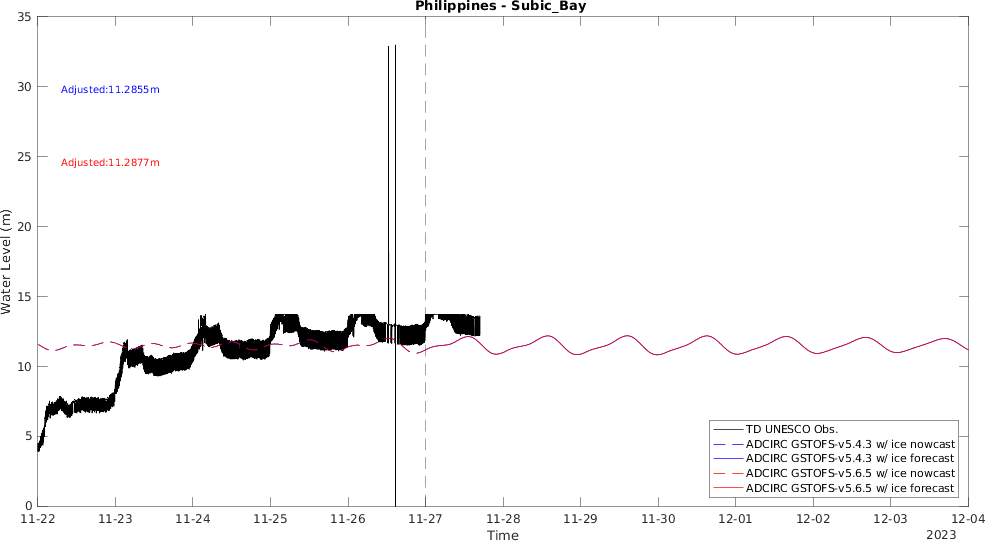 Philippines - Subic_Bay
35
30
25
20
15
10
5
0
Water Level (m)
Adjusted:11.2855m
Adjusted:11.2877m
TD UNESCO Obs.
ADCIRC GSTOFS-v5.4.3 w/ ice nowcast
ADCIRC GSTOFS-v5.4.3 w/ ice forecast
ADCIRC GSTOFS-v5.6.5 w/ ice nowcast
ADCIRC GSTOFS-v5.6.5 w/ ice forecast
11-22 11-23 11-24 11-25 11-26 11-27 11-28 11-29 11-30 12-01 12-02 12-03 12-04
Time
2023